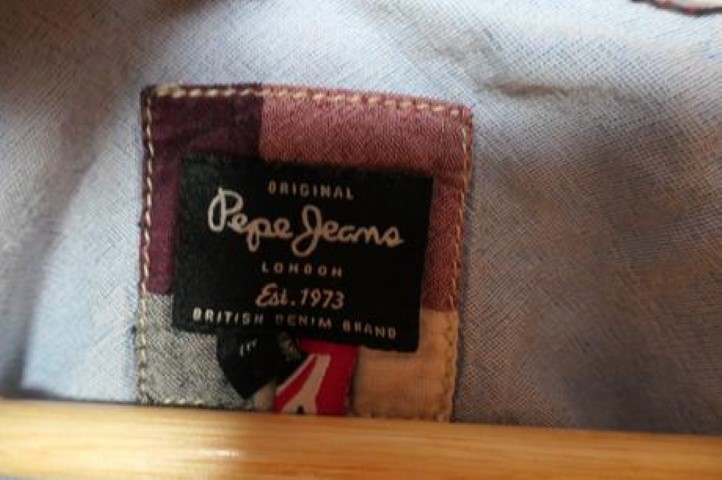 ORIGINAL
Pepe Jeans
LONDON
Est. 1973
BRITISH DENIM BRAND